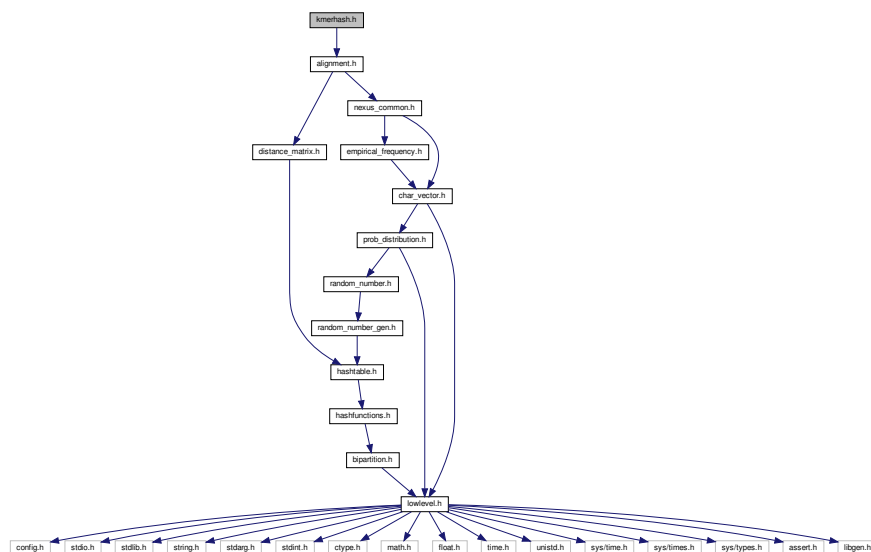 kmerhash.h
alignment.h
nexus_common.h
distance_matrix.h
empirical_frequency.h
char_vector.h
prob_distribution.h
random_number.h
random_number_gen.h
hashtable.h
hashfunctions.h
bipartition.h
lowlevel.h
config.h
stdio.h
stdlib.h
string.h
stdarg.h
stdint.h
ctype.h
math.h
float.h
time.h
unistd.h
sys/time.h
sys/times.h
sys/types.h
assert.h
libgen.h